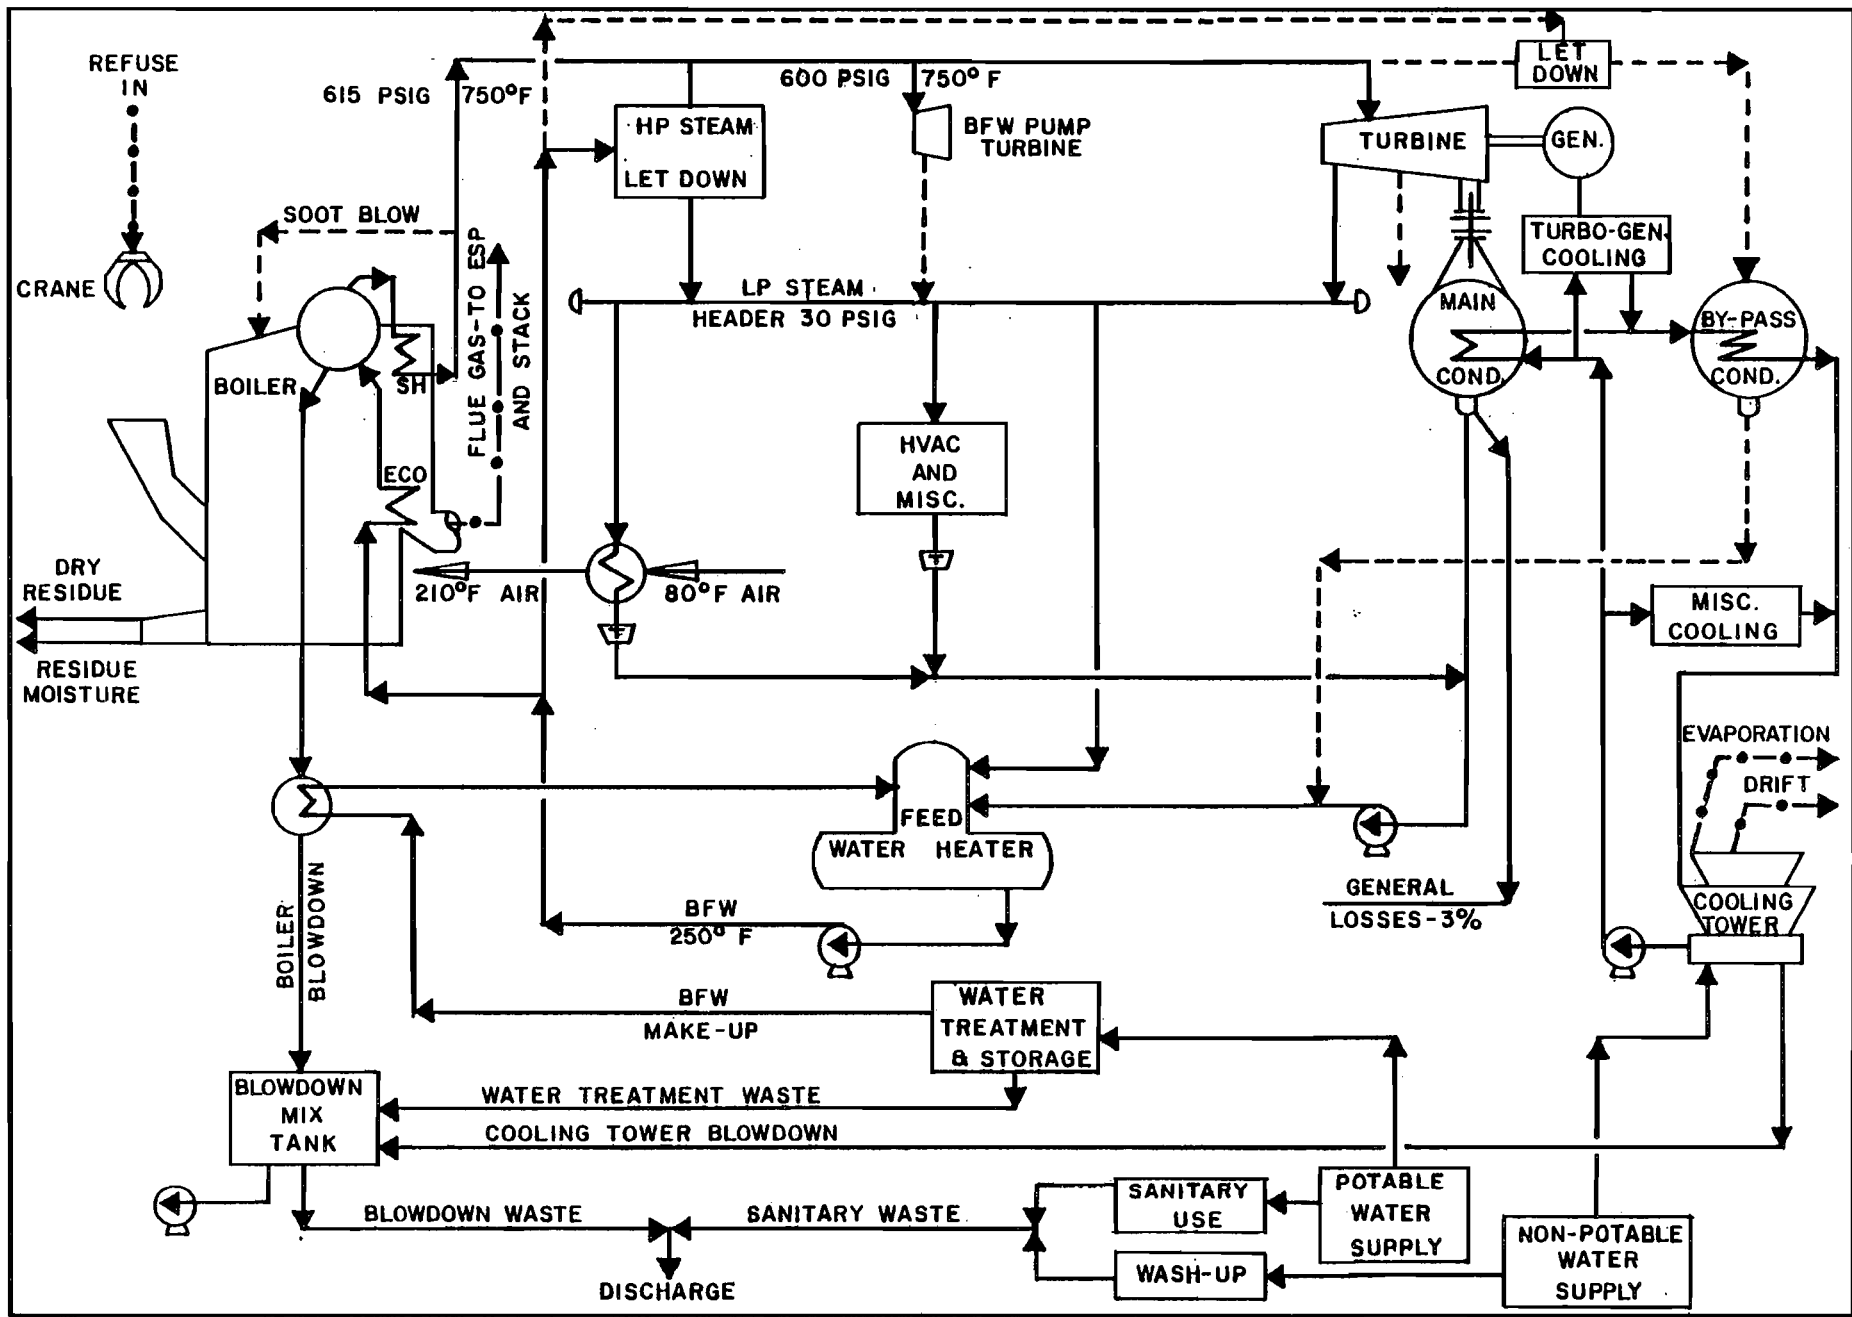 REFUSE
IN
CRANE
615 PSIG
750°F
SOOT BLOW
BOILER
SH
ECO
FLUE GAS-TO ESP
AND STACK
DRY
RESIDUE
RESIDUE
MOISTURE
HP STEAM
LET DOWN
600 PSIG
750° F
BFW PUMP
TURBINE
LET
DOWN
TURBINE
GEN.
TURBO-GEN.
COOLING
LP STEAM
HEADER 30 PSIG
MAIN
COND.
BY-PASS
COND.
HVAC
AND
MISC.
210°F AIR
80°F AIR
MISC.
COOLING
EVAPORATION
DRIFT
FEED
WATER HEATER
GENERAL
LOSSES-3%
COOLING
TOWER
BFW
250° F
BOILER
BLOWDOWN
BFW
MAKE-UP
WATER
TREATMENT
& STORAGE
BLOWDOWN
MIX
TANK
WATER TREATMENT WASTE
COOLING TOWER BLOWDOWN
BLOWDOWN WASTE
SANITARY WASTE
DISCHARGE
SANITARY
USE
WASH-UP
POTABLE
WATER
SUPPLY
NON-POTABLE
WATER
SUPPLY